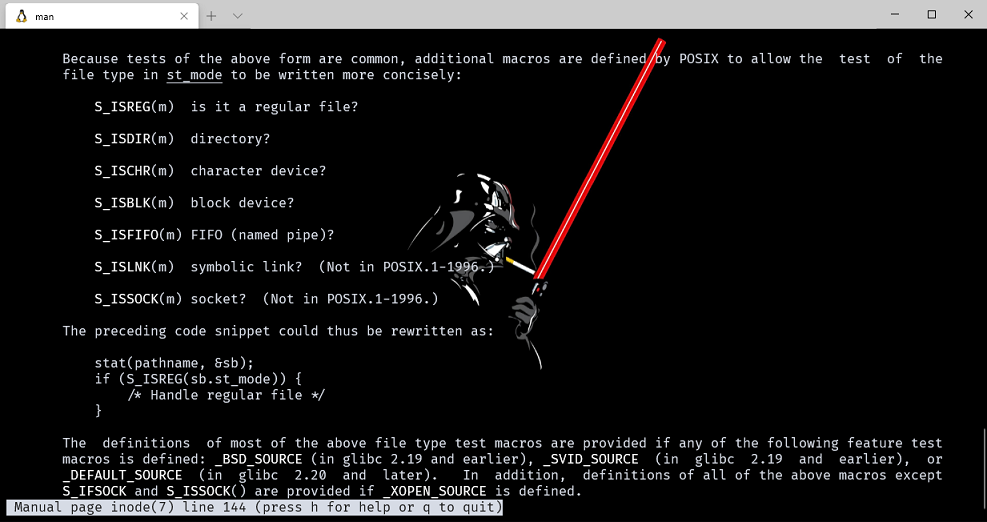 man
Because tests of the above form are common, additional macros are defined by POSIX to allow the test of the
file type in st_mode to be written more concisely:
S_ISREG(m) is it a regular file?
S_ISDIR(m) directory?
S_ISCHR(m) character device?
S_ISBLK(m) block device?
S_ISFIFO(m) FIFO (named pipe)?
S_ISLNK(m) symbolic link? (Not in POSIX.1-1996.)
S_ISSOCK(m) socket? (Not in POSIX.1-1996.)
The preceding code snippet could thus be rewritten as:
stat(pathname, &sb);
if (S_ISREG(sb.st_mode)) {
/* Handle regular file */
}
The definitions of most of the above file type test macros are provided if any of the following feature test
macros is defined: _BSD_SOURCE (in glibc 2.19 and earlier), _SVID_SOURCE (in glibc 2.19 and earlier), or
_DEFAULT_SOURCE (in glibc 2.20 and later). In addition, definitions of all of the above macros except
S_IFSOCK and S_ISSOCK() are provided if _XOPEN_SOURCE is defined.
Manual page inode(7) line 144 (press h for help or q to quit)